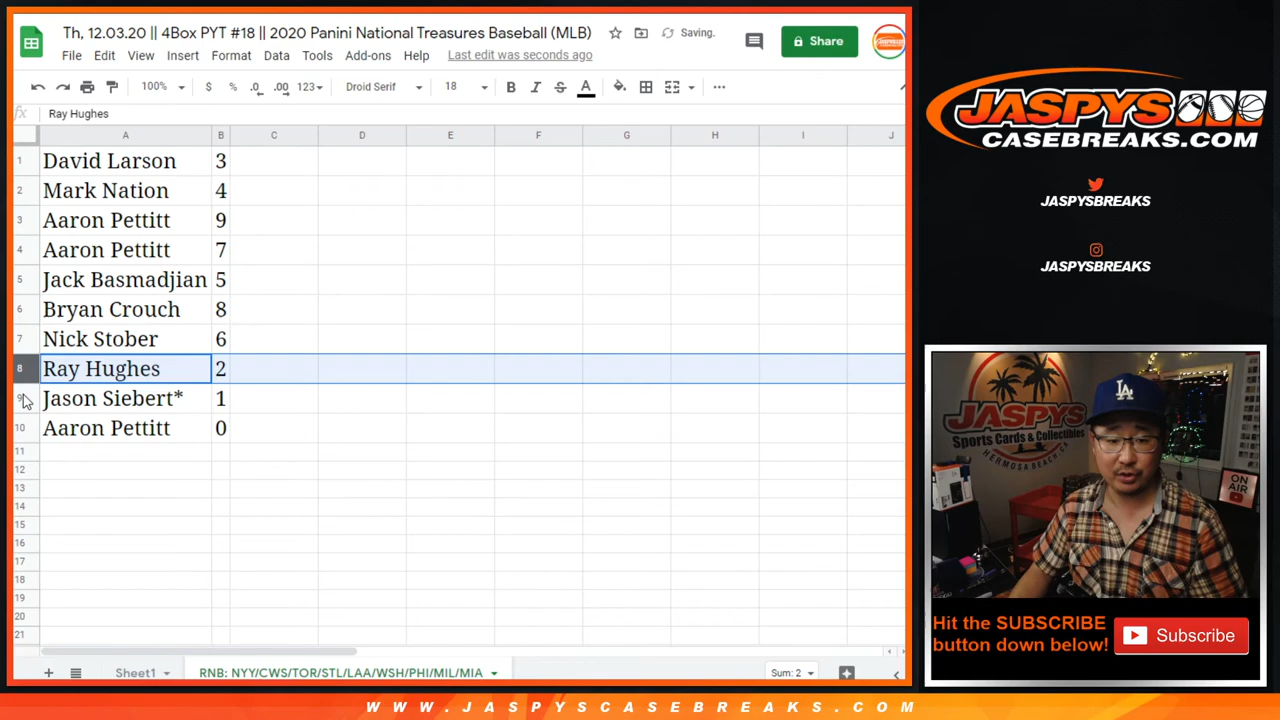 Th, 12.03.20 || 4Box PYT #18 || 2020 Panini National Treasures Baseball (MLB)
Saving.
File Edit View Insert Format Data Tools Add-ons Help Last edit was seconds ago
Share
100% $ % .0 .00 123 Droid Serif 18 B I S A
fx Ray Hughes
A B C D E F G H I J
1 David Larson 3
2 Mark Nation 4
3 Aaron Pettitt 9
4 Aaron Pettitt 7
5 Jack Basmadjian 5
6 Bryan Crouch 8
7 Nick Stober 6
8 Ray Hughes 2
9 Jason Siebert* 1
10 Aaron Pettitt 0
11
12
13
14
15
16
17
18
19
20
21
Sheet1 RNB: NYY/CWS/TOR/STL/LAA/WSH/PHI/MIL/MIA Sum: 2
JASPYS
CASEBREAKS.COM
JASPYSBREAKS
JASPYSBREAKS
JASPYS
Sports Cards & Collectibles
HERMOSA BEACH, CA
LA
ON
AIR
Hit the SUBSCRIBE
button down below!
Subscribe
WWW.JASPYSCASEBREAKS.COM